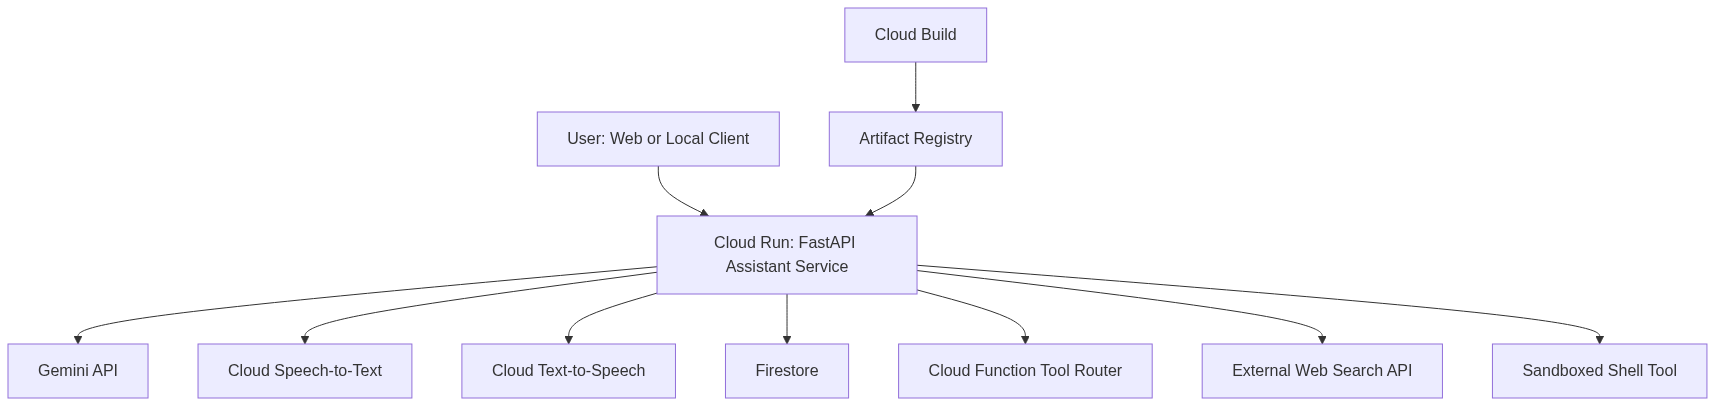 Cloud Build
User: Web or Local Client
Artifact Registry
Cloud Run: FastAPI
Assistant Service
Gemini API
Cloud Speech-to-Text
Cloud Text-to-Speech
Firestore
Cloud Function Tool Router
External Web Search API
Sandboxed Shell Tool